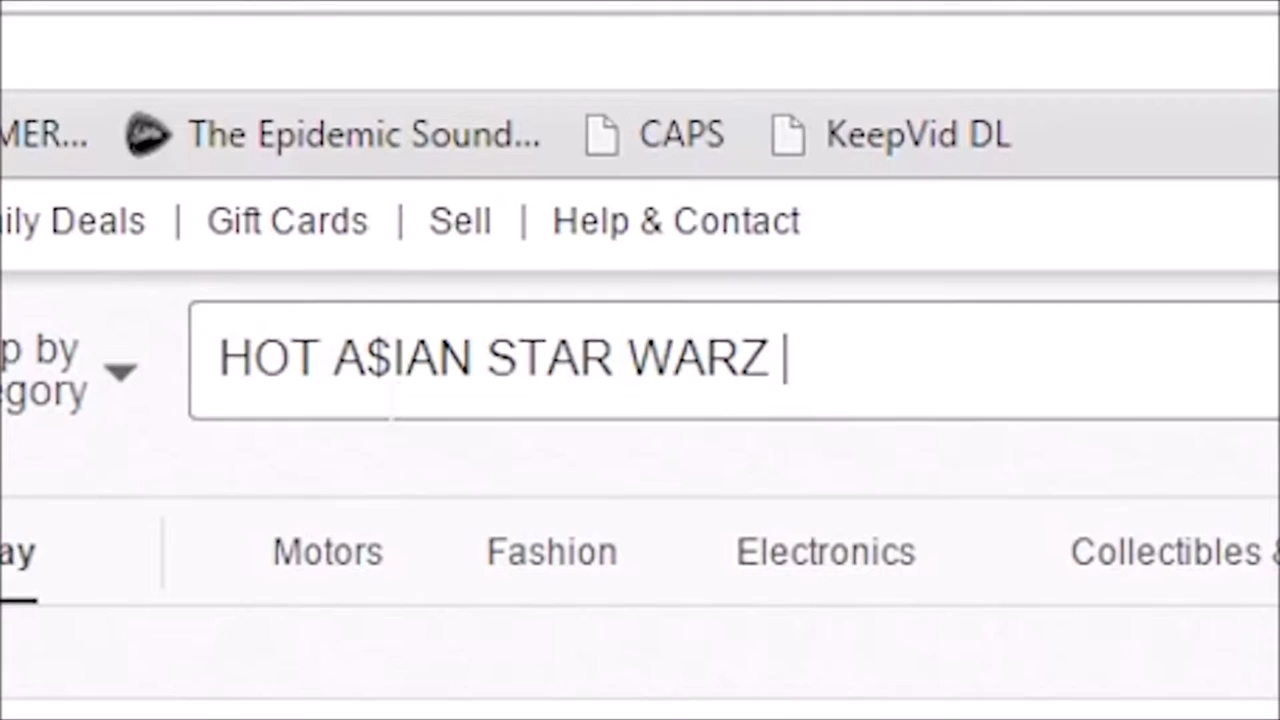 MER... The Epidemic Sound... CAPS KeepVid DL
ily Deals | Gift Cards | Sell | Help & Contact
p by
egory
HOT A$IAN STAR WARZ
ay Motors Fashion Electronics Collectibles &